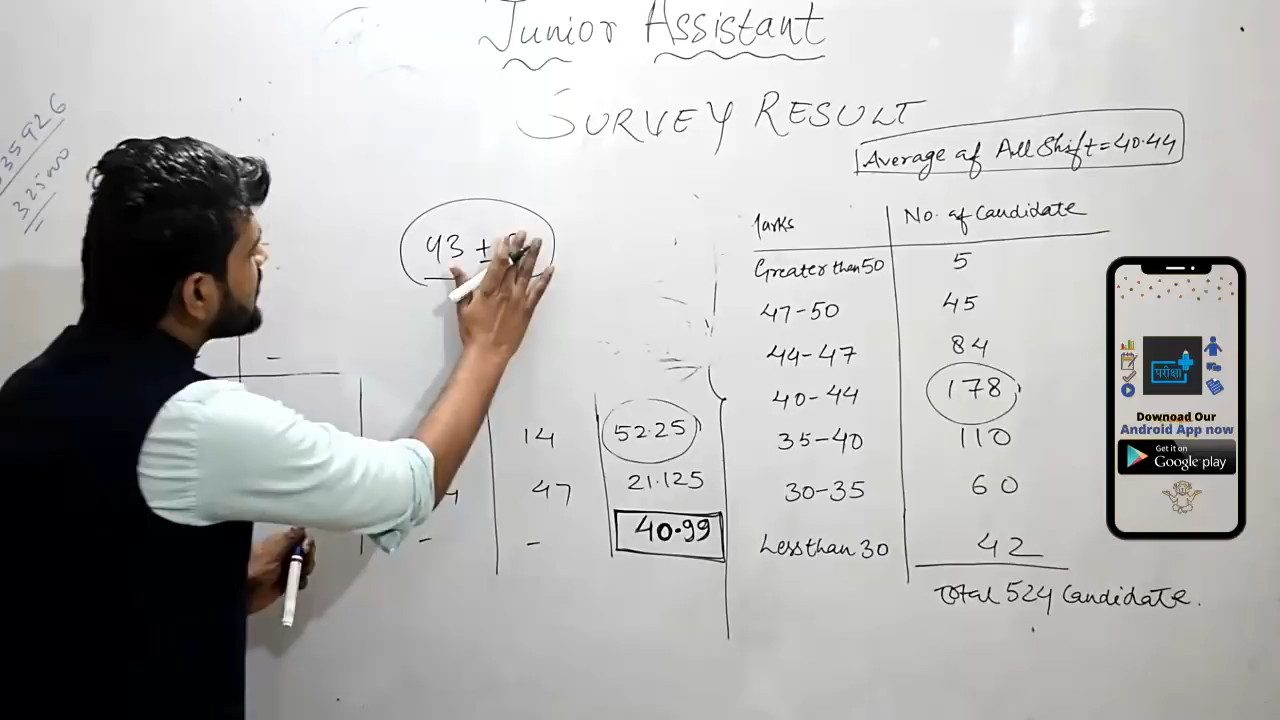 Junior Assistant
SURVEY RESULT
Average of All Shift = 40.44
35926
325
43 ±
Marks No. of Candidate
Greater than 50 5
47-50 45
44-47 84
40-44 178
35-40 110
30-35 60
Less than 30 42
Total 524 Candidate.
- 14 52.25
47 21.125
- - 40.99
परीक्षा
Downoad Our
Android App now
Get it on
Google play